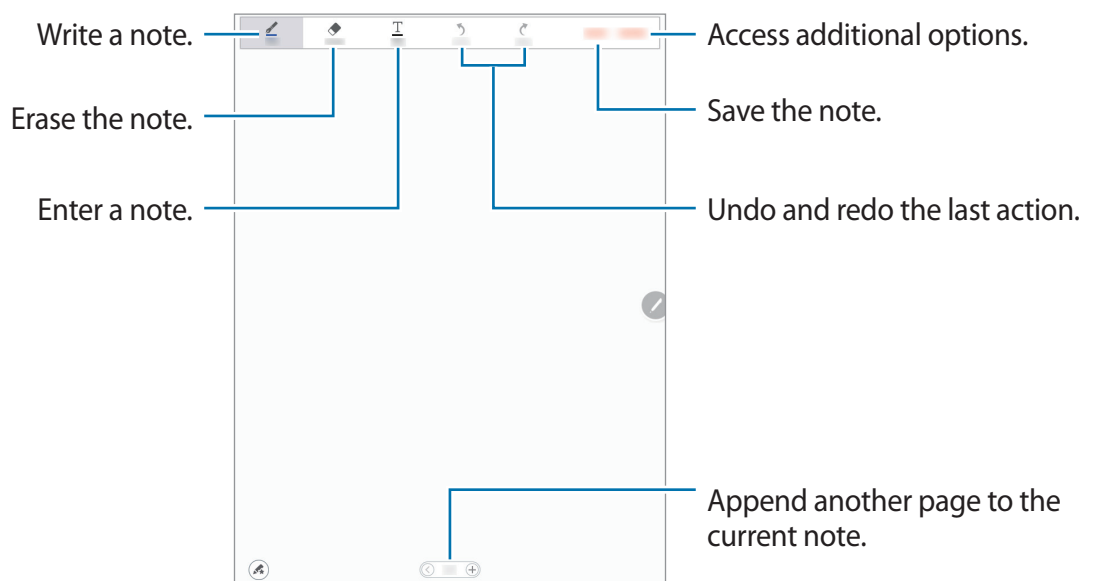 Write a note.
Access additional options.
Erase the note.
Save the note.
Enter a note.
Undo and redo the last action.
Append another page to the
current note.